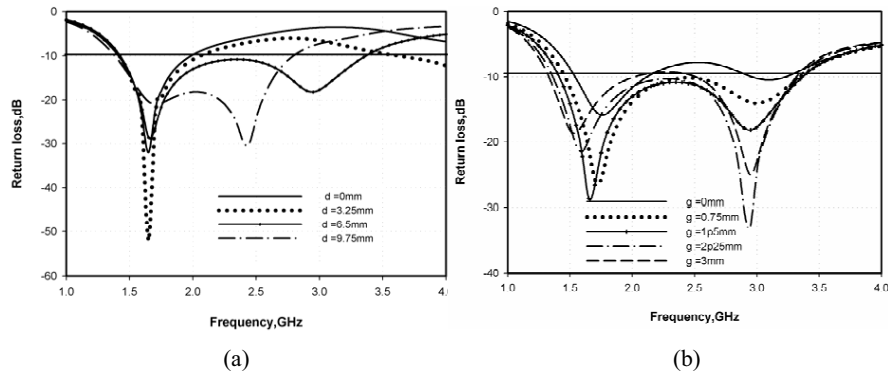 0
-10
-20
-30
-40
-50
-60
Return loss,dB
d =0mm
d =3.25mm
d =6.5mm
d =9.75mm
1.0 1.5 2.0 2.5 3.0 3.5 4.0
Frequency,GHz
(a)
0
-10
-20
-30
-40
Return loss,dB
g =0mm
g =0.75mm
g =1p5mm
g =2p25mm
g =3mm
1.0 1.5 2.0 2.5 3.0 3.5 4.0
Frequency,GHz
(b)